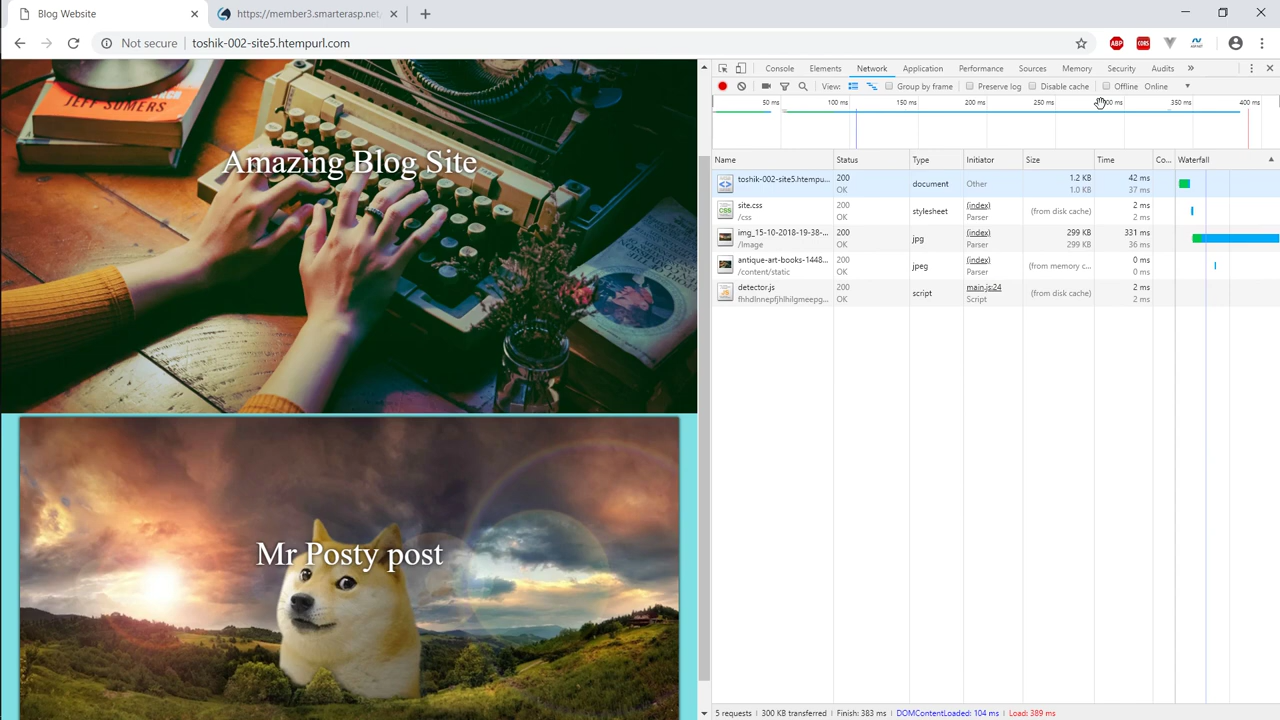 Blog Website
https://member3.smarterasp.net/
Not secure
toshik-002-site5.htempurl.com
ABP
CORS
JEFF SUMERS
Amazing Blog Site
Mr Posty post
Console Elements Network Application Performance Sources Memory Security Audits
View: Group by frame Preserve log Disable cache Offline Online
50 ms 100 ms 150 ms 200 ms 250 ms 350 ms 400 ms
Name Status Type Initiator Size Time Co... Waterfall
toshik-002-site5.htempu... 200 document Other 1.2 KB 42 ms
OK 1.0 KB 37 ms
site.css 200 stylesheet (index) (from disk cache) 2 ms
/css OK Parser 2 ms
img_15-10-2018-19-38-... 200 jpg (index) 299 KB 331 ms
/Image OK Parser 299 KB 36 ms
antique-art-books-1448... 200 jpeg (index) (from memory c... 0 ms
/content/static OK Parser 0 ms
detector.js 200 script main.js:24 (from disk cache) 2 ms
OK Script 2 ms
5 requests | 300 KB transferred | Finish: 383 ms | DOMContentLoaded: 104 ms | Load: 389 ms